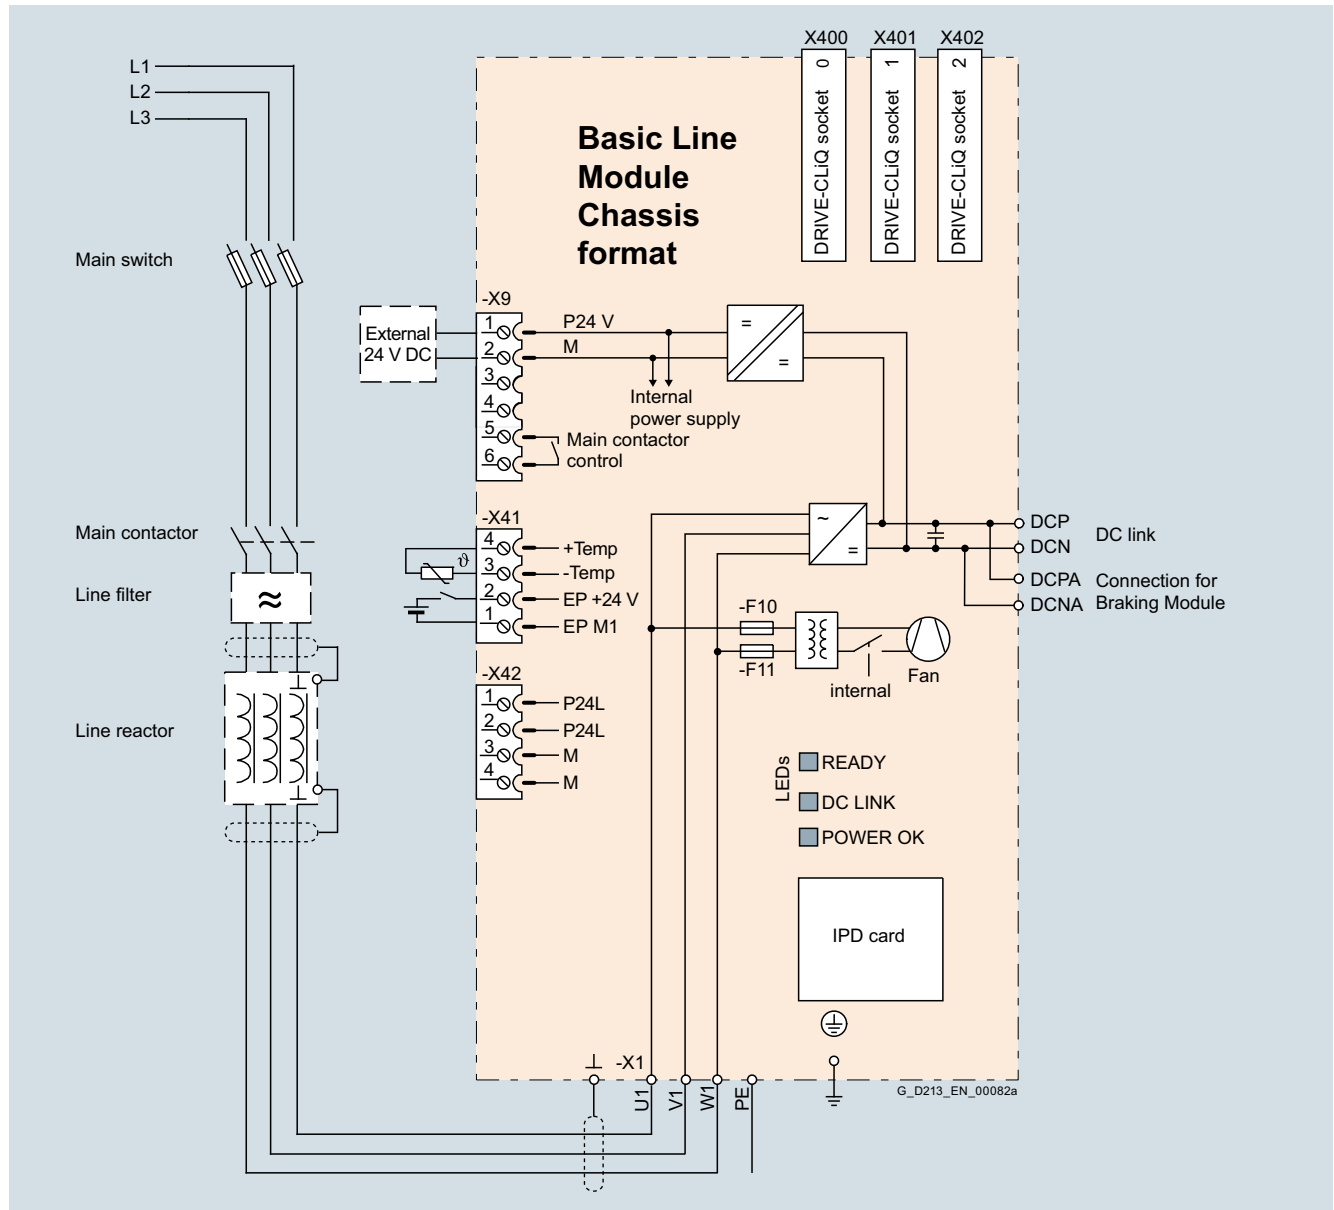 X400 X401 X402
L1
L2
L3
DRIVE-CLiQ socket 0
DRIVE-CLiQ socket 1
DRIVE-CLiQ socket 2
Basic Line
Module
Chassis
format
Main switch
-X9
External
24 V DC
1 P24 V
2 M
3
4
5
6
=
=
Internal
power supply
Main contactor
control
Main contactor
-X41
4 +Temp
3 -Temp
2 EP +24 V
1 EP M1
ϑ
~
=
DCP
DCN
DC link
DCPA
DCNA
Connection for
Braking Module
Line filter
≈
-F10
-F11
internal
Fan
-X42
1 P24L
2 P24L
3 M
4 M
Line reactor
LEDs
READY
DC LINK
POWER OK
IPD card
-X1
U1
V1
W1
PE
G_D213_EN_00082a